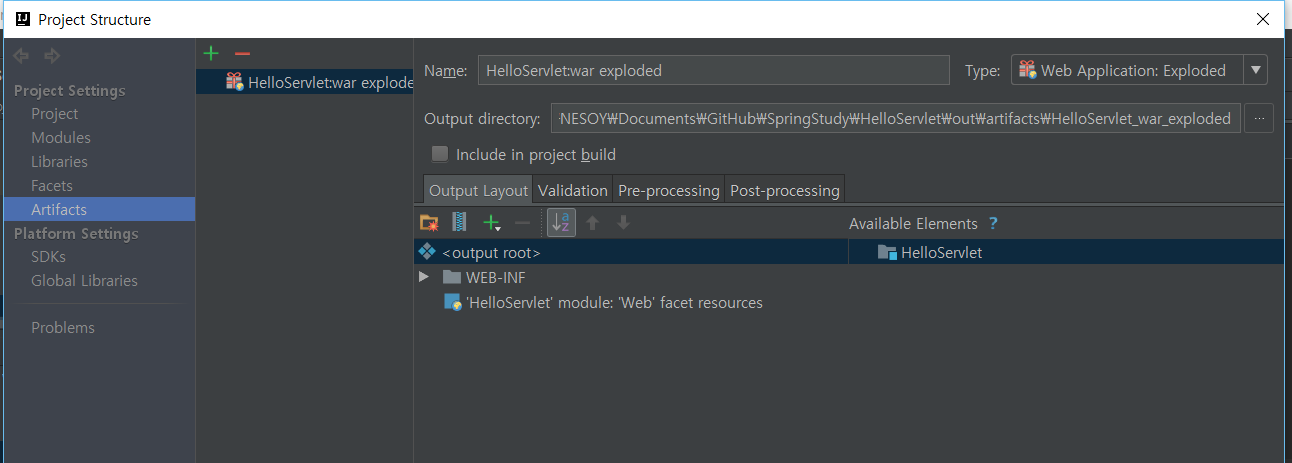 Project Structure
Project Settings
Project
Modules
Libraries
Facets
Artifacts
Platform Settings
SDKs
Global Libraries
Problems
HelloServlet:war explode
Name: HelloServlet:war exploded Type: Web Application: Exploded
Output directory: NESOY₩Documents₩GitHub₩SpringStudy₩HelloServlet₩out₩artifacts₩HelloServlet_war_exploded ...
Include in project build
Output Layout Validation Pre-processing Post-processing
Available Elements ?
<output root> HelloServlet
WEB-INF
'HelloServlet' module: 'Web' facet resources